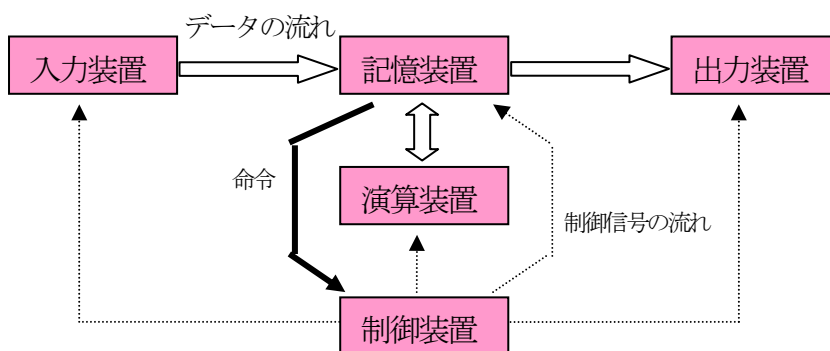 データの流れ
入力装置
記憶装置
出力装置
命令
演算装置
制御信号の流れ
制御装置